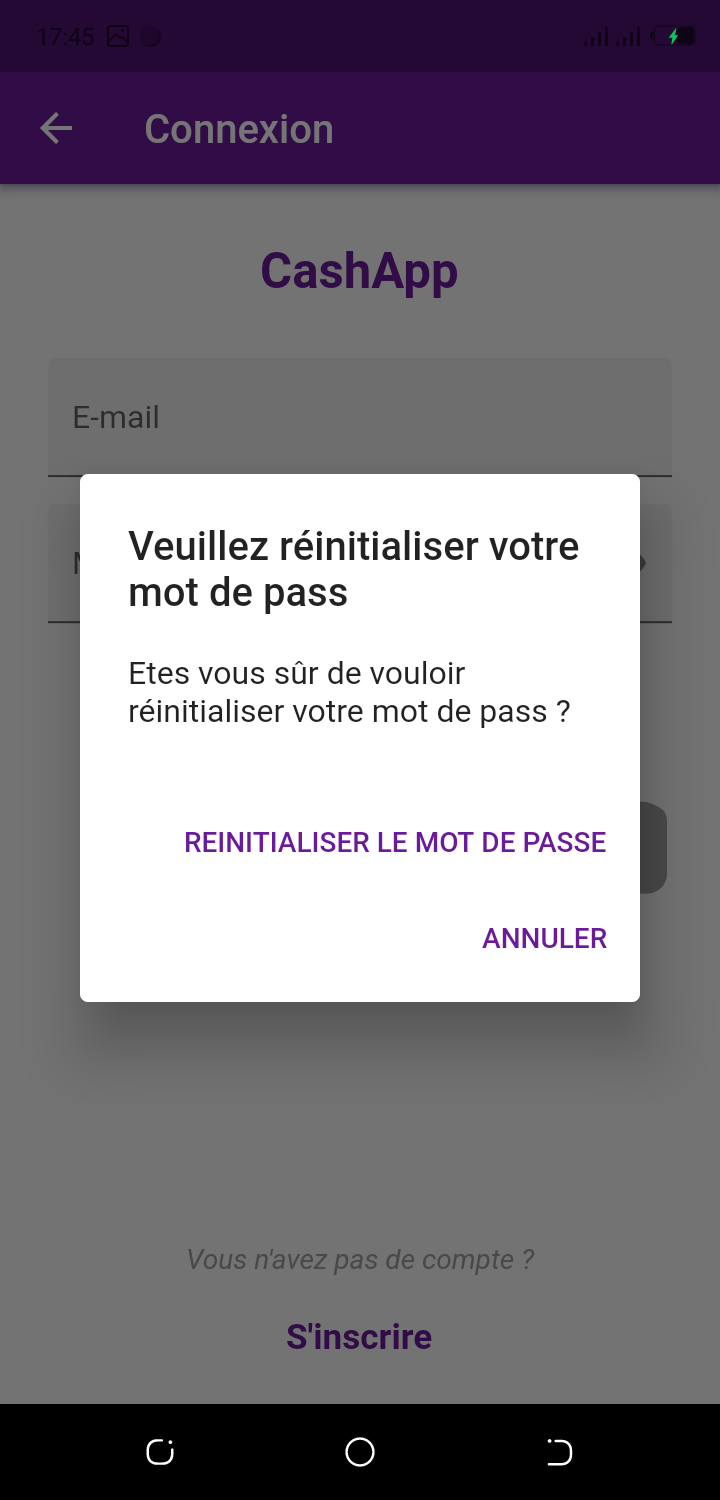 17:45
Connexion
CashApp
E-mail
Veuillez réinitialiser votre
mot de pass
Etes vous sûr de vouloir
réinitialiser votre mot de pass ?
REINITIALISER LE MOT DE PASSE
ANNULER
Vous n'avez pas de compte ?
S'inscrire